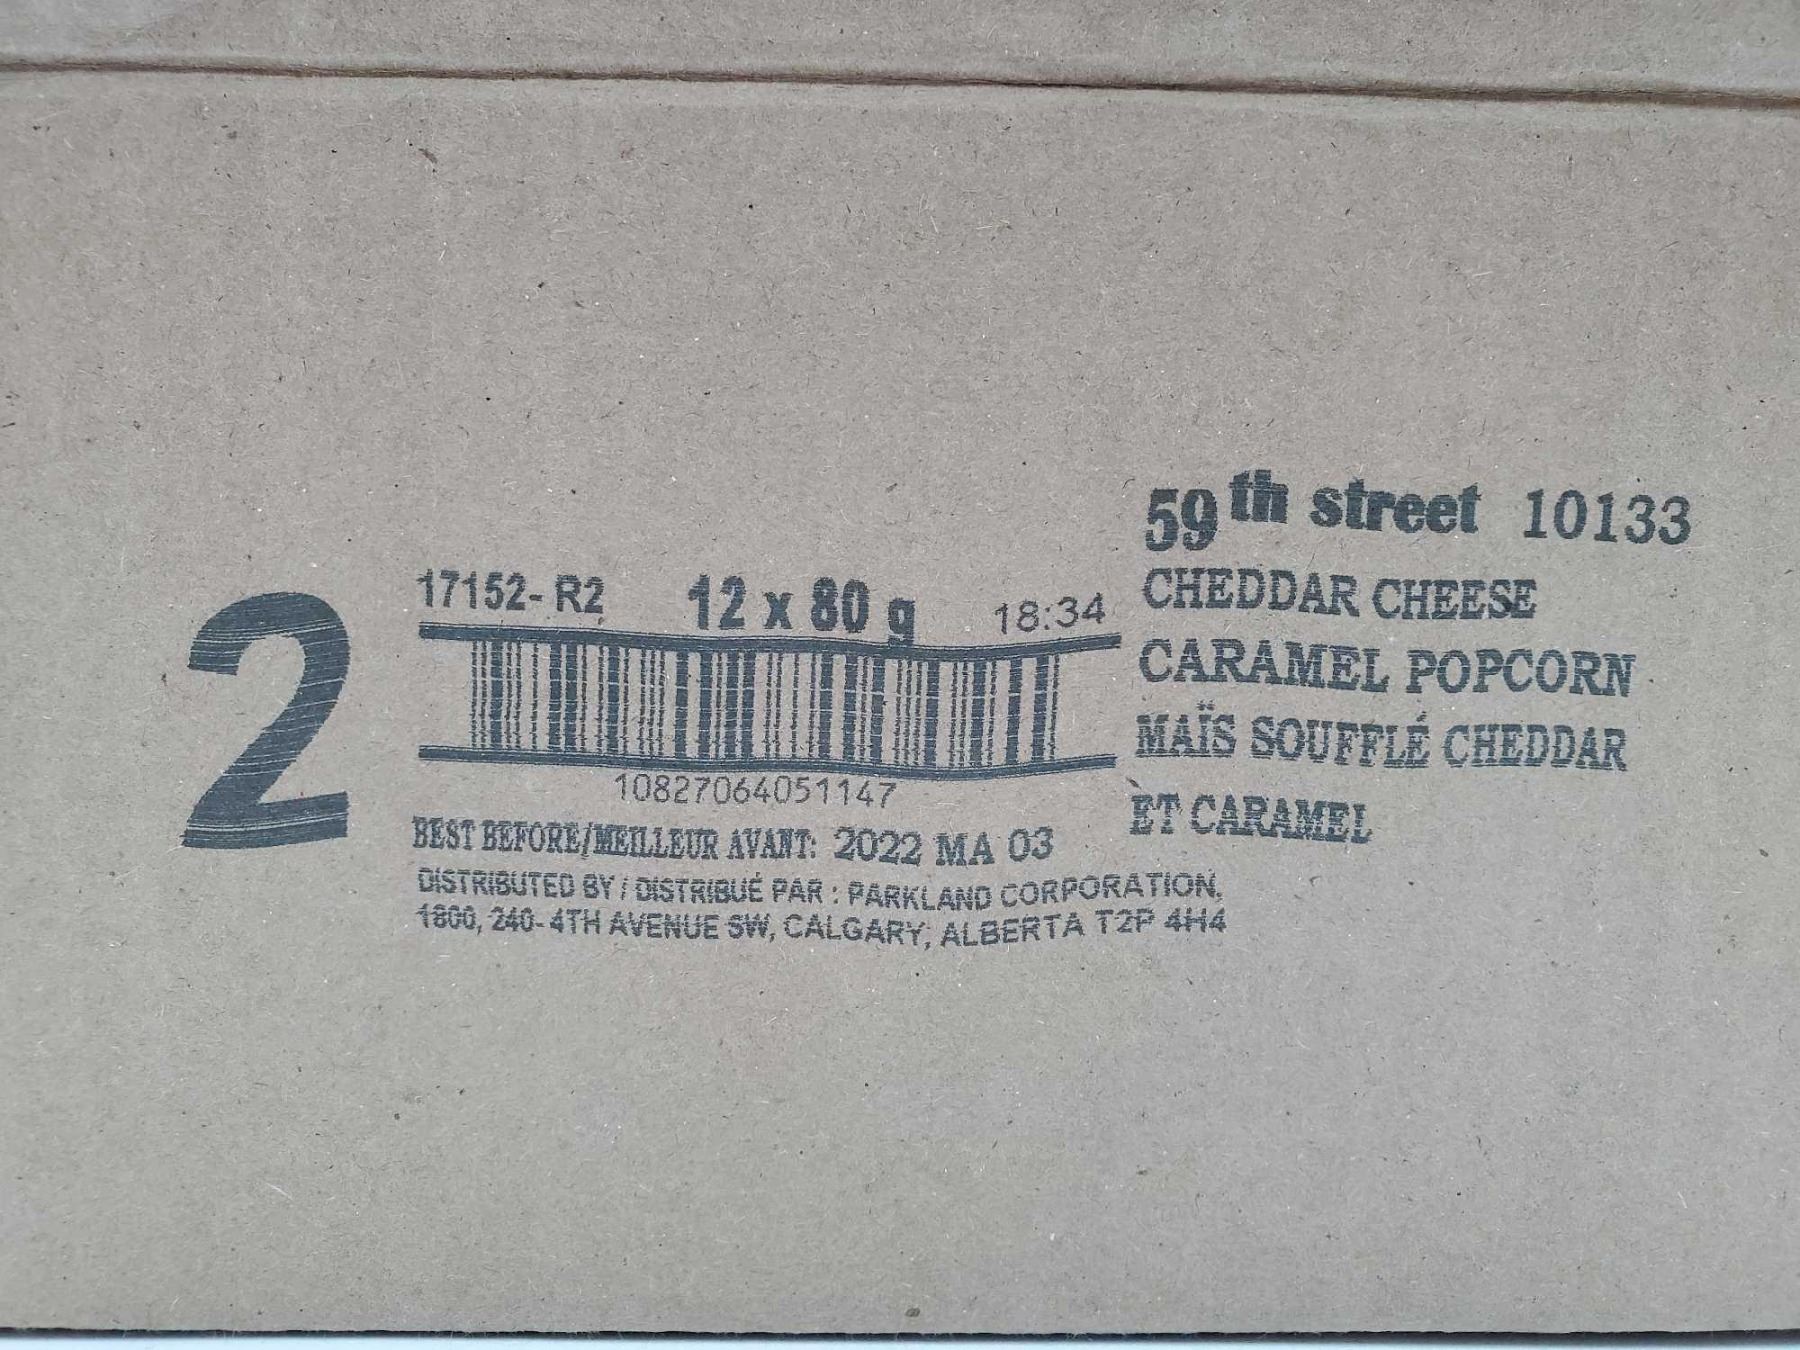 2
17152- R2 12 x 80 g 18:34
10827064051147
BEST BEFORE/MEILLEUR AVANT: 2022 MA 03
DISTRIBUTED BY / DISTRIBUÉ PAR : PARKLAND CORPORATION,
1800, 240- 4TH AVENUE SW, CALGARY, ALBERTA T2P 4H4
59th street 10133
CHEDDAR CHEESE
CARAMEL POPCORN
MAÏS SOUFFLÉ CHEDDAR
ET CARAMEL